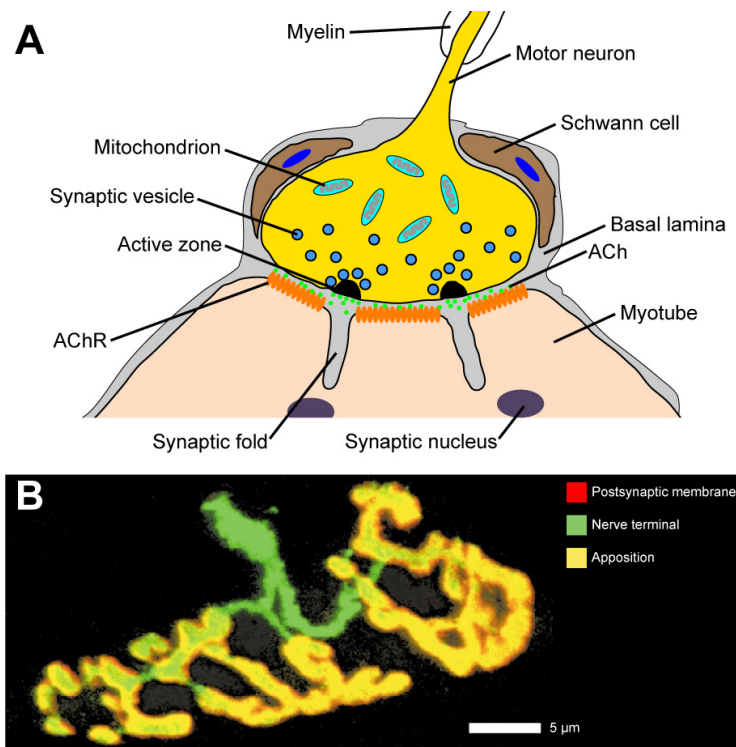 A
Myelin
Motor neuron
Schwann cell
Mitochondrion
Synaptic vesicle
Active zone
Basal lamina
ACh
AChR
Myotube
Synaptic fold
Synaptic nucleus
B
Postsynaptic membrane
Nerve terminal
Apposition
5 µm